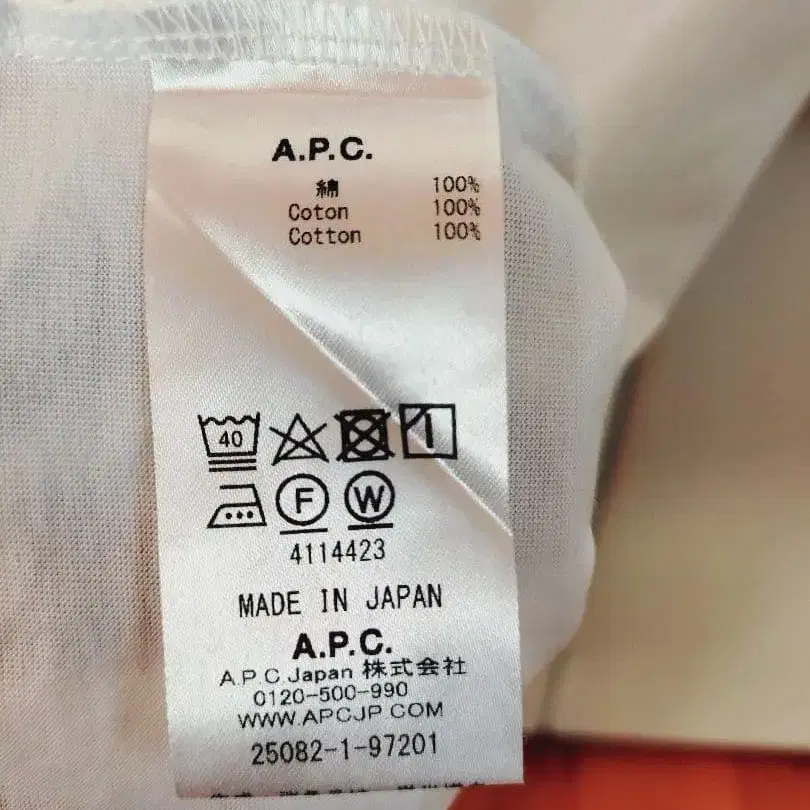 A.P.C.
綿 100%
Coton 100%
Cotton 100%
40
F W
4114423
MADE IN JAPAN
A.P.C.
A.P.C.Japan 株式会社
0120-500-990
WWW.APCJP.COM
25082-1-97201